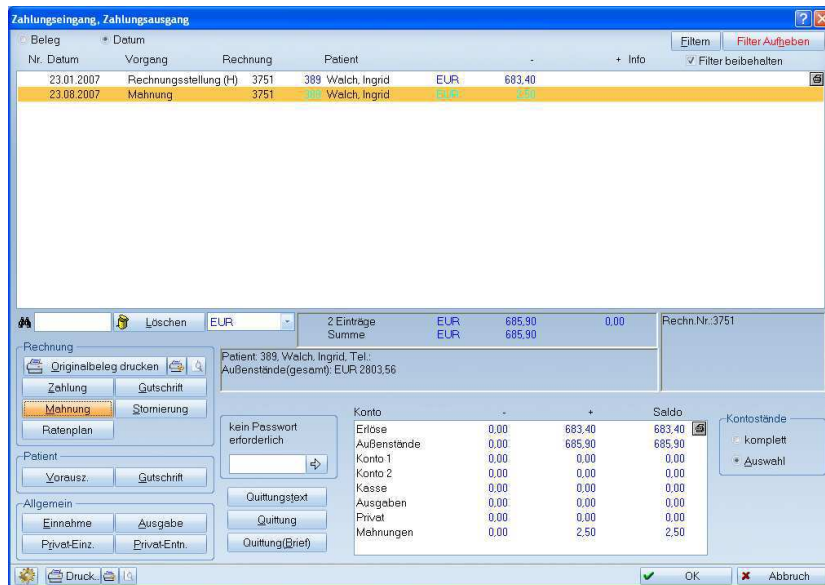 Zahlungseingang, Zahlungsausgang
Beleg Datum Filtern Filter Aufheben
Nr. Datum Vorgang Rechnung Patient - + Info Filter beibehalten
23.01.2007 Rechnungsstellung (H) 3751 389 Walch, Ingrid EUR 683,40
23.08.2007 Mahnung 3751 389 Walch, Ingrid EUR 2,50
Löschen EUR 2 Einträge EUR 685,90 0,00 Rechn.Nr.:3751
Summe EUR 685,90
Rechnung
Originalbeleg drucken
Patient: 389, Walch, Ingrid, Tel.:
Außenstände(gesamt): EUR 2803,56
Zahlung Gutschrift
Mahnung Stornierung
Ratenplan
kein Passwort
erforderlich
Konto - + Saldo
Erlöse 0,00 683,40 683,40
Außenstände 0,00 685,90 685,90
Konto 1 0,00 0,00 0,00
Konto 2 0,00 0,00 0,00
Kasse 0,00 0,00 0,00
Ausgaben 0,00 0,00 0,00
Privat 0,00 0,00 0,00
Mahnungen 0,00 2,50 2,50
Kontostände
komplett
Auswahl
Patient
Vorausz. Gutschrift
Allgemein
Einnahme Ausgabe
Privat-Einz. Privat-Entn.
Quittungstext
Quittung
Quittung(Brief)
Druck.. OK Abbruch